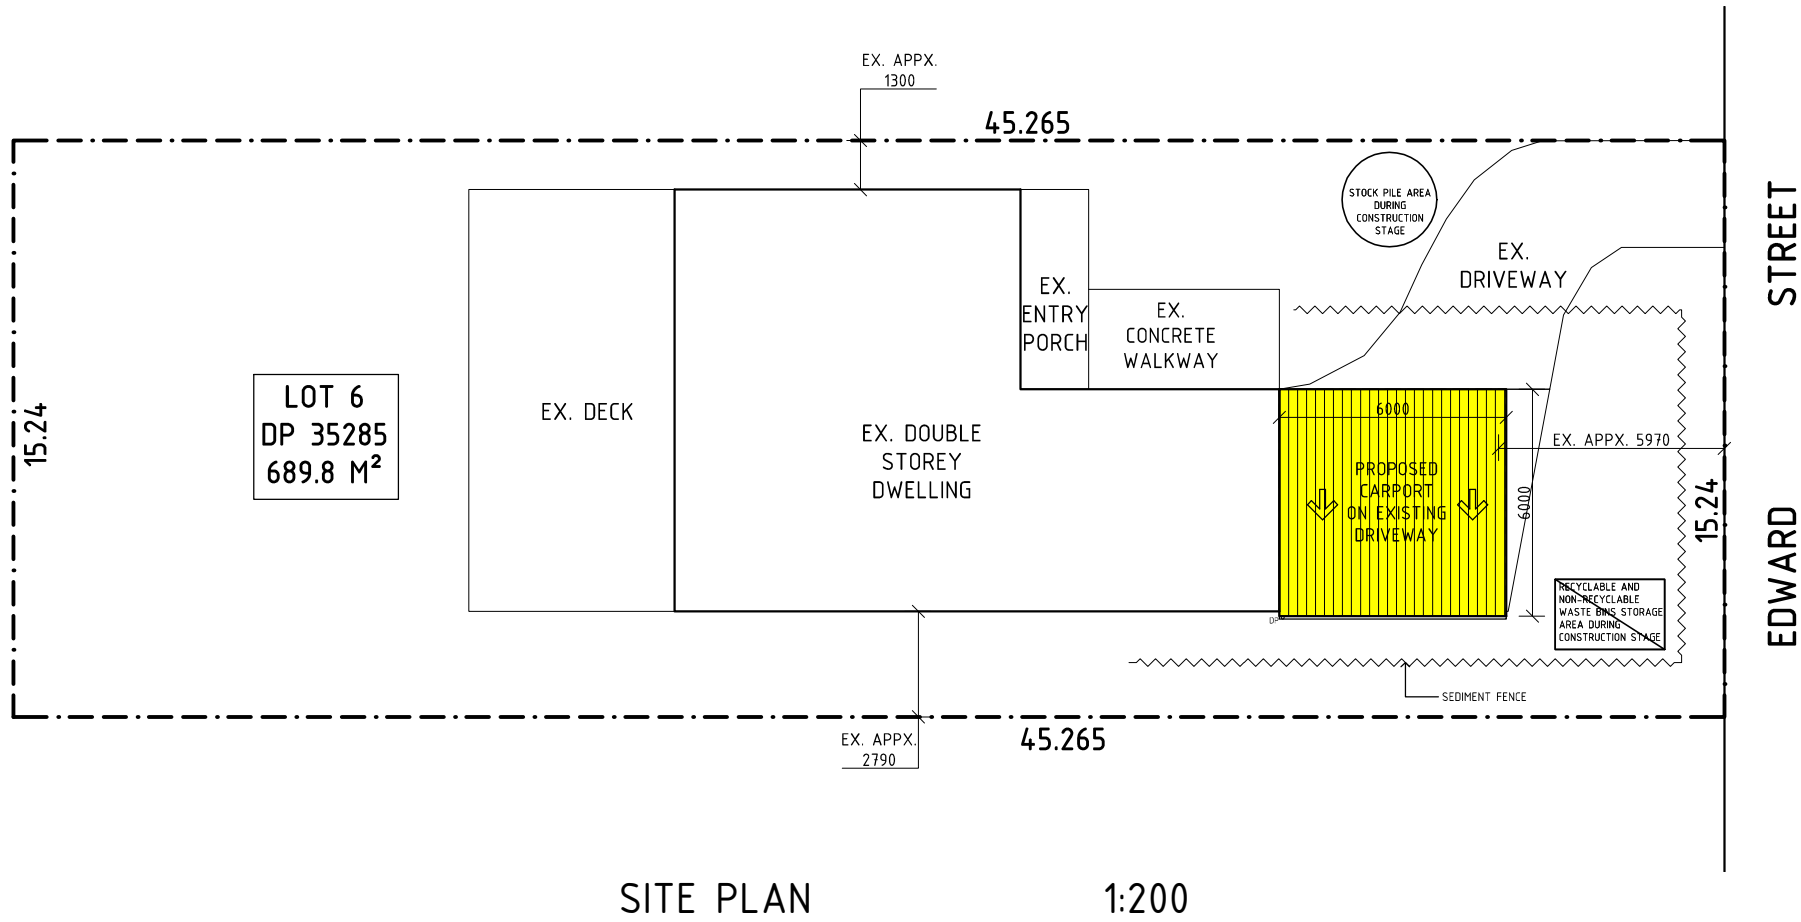 EX. APPX.
1300
45.265
STOCK PILE AREA
DURING
CONSTRUCTION
STAGE
STREET
EX.
DRIVEWAY
EX.
ENTRY
PORCH
EX.
CONCRETE
WALKWAY
LOT 6
DP 35285
689.8 M²
15.24
EX. DECK
EX. DOUBLE
STOREY
DWELLING
6000
EX. APPX. 5970
PROPOSED
CARPORT
ON EXISTING
DRIVEWAY
6000
15.24
EDWARD
RECYCLABLE AND
NON-RECYCLABLE
WASTE BINS STORAGE
AREA DURING
CONSTRUCTION STAGE
DP
SEDIMENT FENCE
EX. APPX.
2790
45.265
SITE PLAN 1:200